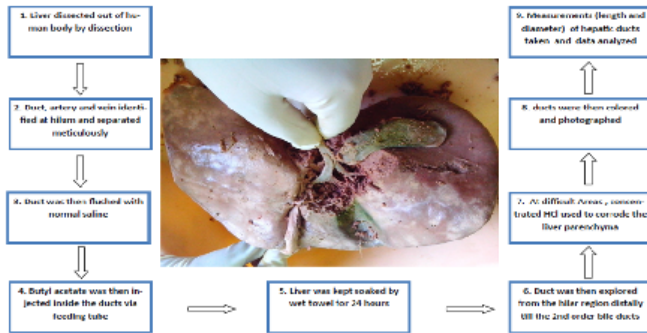 1. Liver dissected out of hu-
man body by dissection
2. Duct, artery and vein identi-
fied at hilum and separated
meticulously
3. Duct was then flushed with
normal saline
4. Butyl acetate was then in-
jected inside the ducts via
feeding tube
5. Liver was kept soaked by
wet towel for 24 hours
6. Duct was then explored
from the hilar region distally
till the 2nd order bile ducts
7. At difficult Areas , concen-
trated HCl used to corrode the
liver parenchyma
8. ducts were then colored
and photographed
9. Measurements (length and
diameter) of hepatic ducts
taken and data analyzed